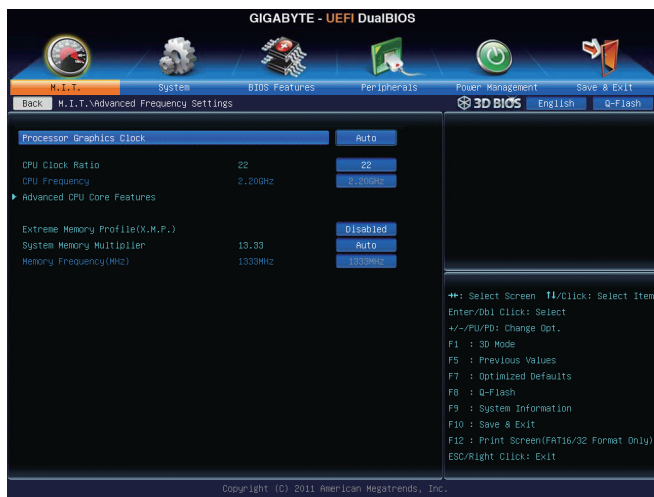 GIGABYTE - UEFI DualBIOS
M.I.T. System BIOS Features Peripherals Power Management Save & Exit
Back M.I.T.\Advanced Frequency Settings 3D BIOS English Q-Flash
Processor Graphics Clock Auto
CPU Clock Ratio 22 22
CPU Frequency 2.20GHz 2.20GHz
Advanced CPU Core Features
Extreme Memory Profile(X.M.P.) Disabled
System Memory Multiplier 13.33 Auto
Memory Frequency(MHz) 1333MHz 1333MHz
→←: Select Screen ↑↓/Click: Select Item
Enter/Dbl Click: Select
+/-/PU/PD: Change Opt.
F1 : 3D Mode
F5 : Previous Values
F7 : Optimized Defaults
F8 : Q-Flash
F9 : System Information
F10 : Save & Exit
F12 : Print Screen(FAT16/32 Format Only)
ESC/Right Click: Exit
Copyright (C) 2011 American Megatrends, Inc.